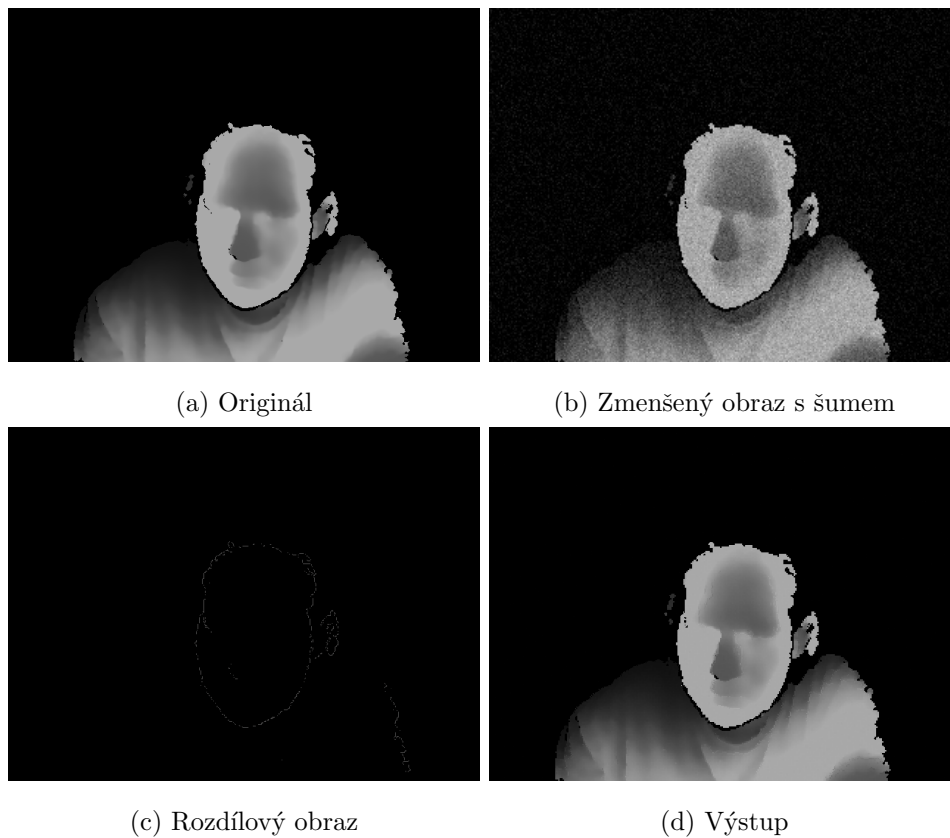 (a) Originál
(b) Zmenšený obraz s šumem
(c) Rozdílový obraz
(d) Výstup